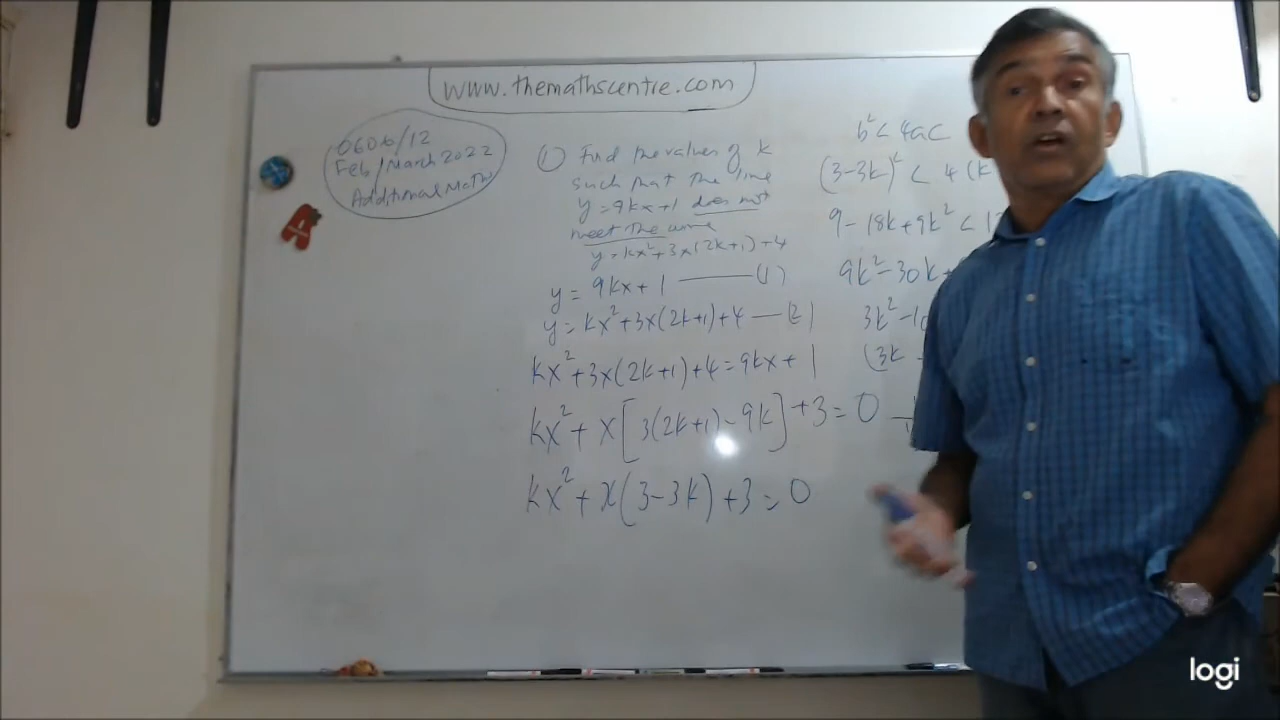 www.themathscentre.com
0606/12
Feb/March 2022
Additional Maths
① Find the values of k
such that the line
y = 9kx+1 does not
meet the curve
y = kx²+3x(2k+1)+4
y = 9kx + 1 —— (1)
y = kx²+3x(2k+1)+4 — (2)
kx²+3x(2k+1)+4 = 9kx + 1
kx² + x[3(2k+1) - 9k] + 3 = 0
kx² + x(3-3k) + 3 = 0
b² < 4ac
(3-3k)² < 4(k
9 - 18k + 9k² < 12
9k² - 30k +
3k² - 10
(3k -
logi